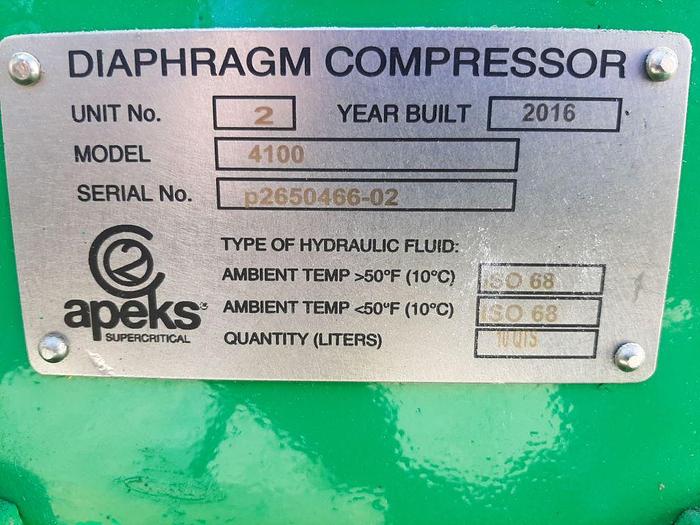 DIAPHRAGM COMPRESSOR
UNIT No. 2 YEAR BUILT 2016
MODEL 4100
SERIAL No. p2650466-02
TYPE OF HYDRAULIC FLUID:
AMBIENT TEMP >50°F (10°C) ISO 68
AMBIENT TEMP <50°F (10°C) ISO 68
QUANTITY (LITERS) 10 QTS
apeks
SUPERCRITICAL